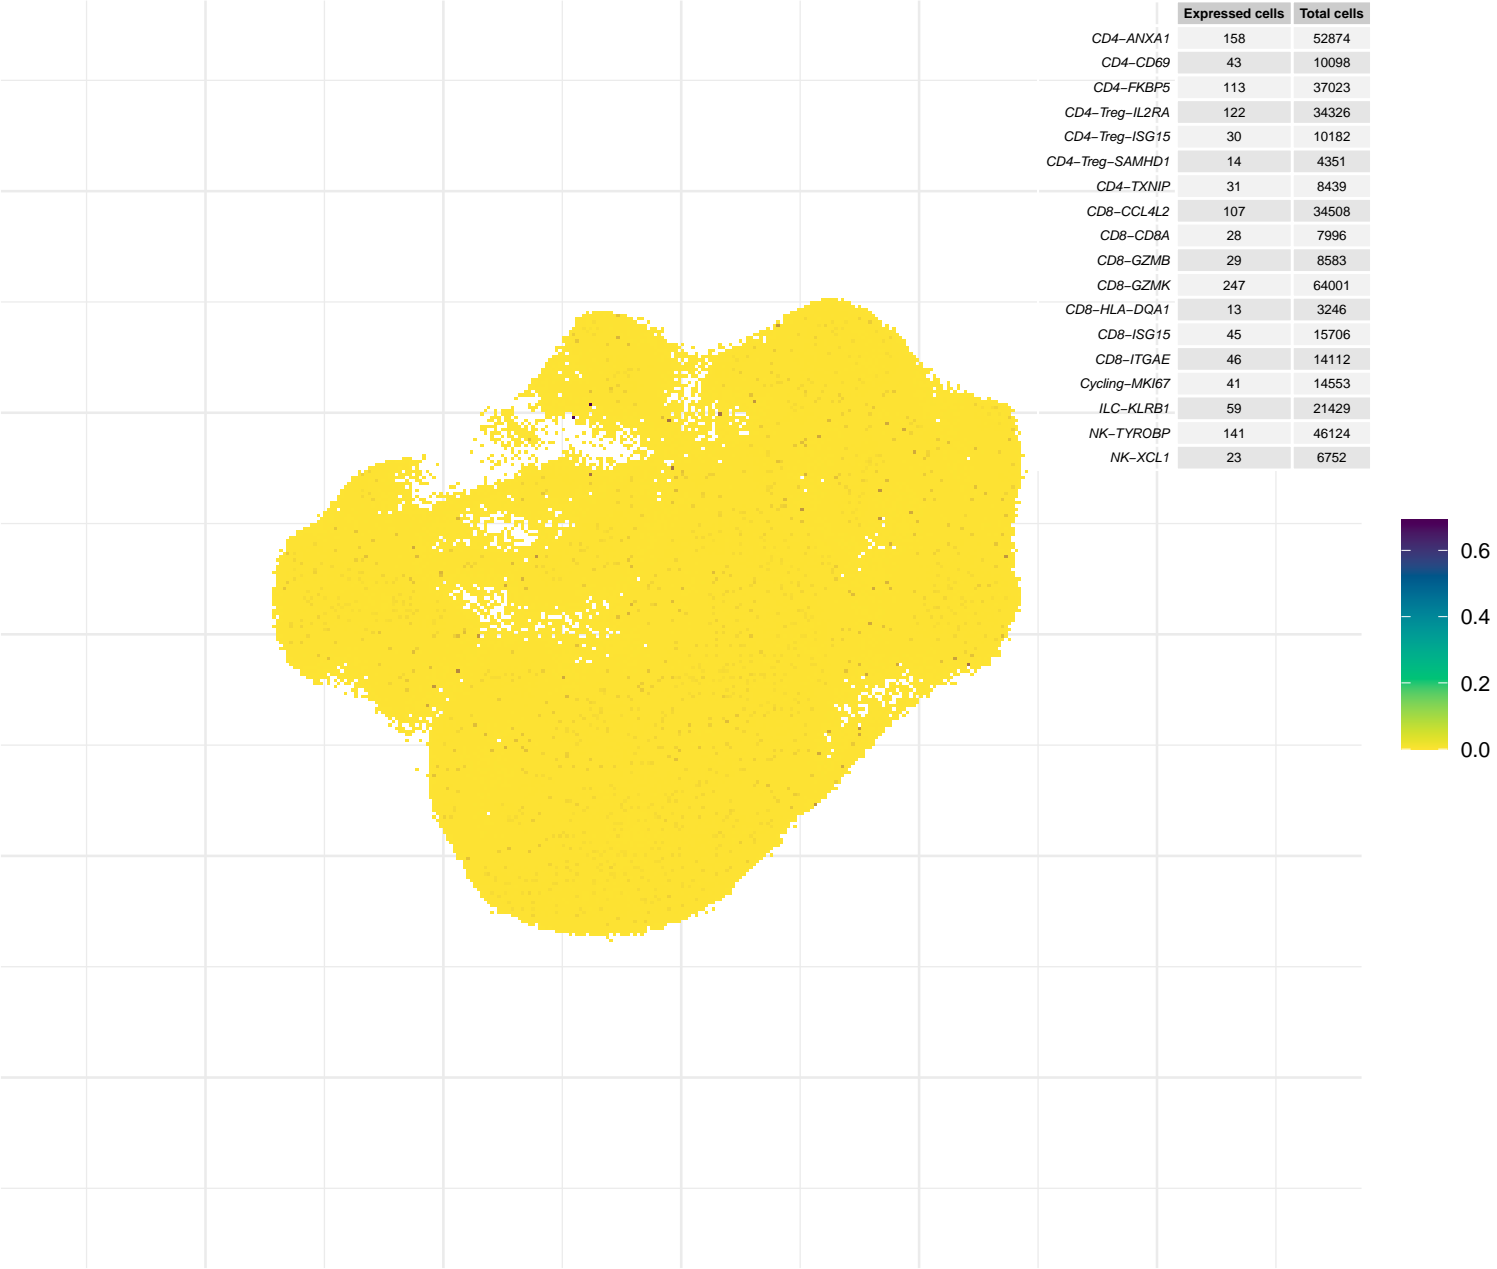 Expressed cells Total cells
CD4−ANXA1 158 52874
CD4−CD69 43 10098
CD4−FKBP5 113 37023
CD4−Treg−IL2RA 122 34326
CD4−Treg−ISG15 30 10182
CD4−Treg−SAMHD1 14 4351
CD4−TXNIP 31 8439
CD8−CCL4L2 107 34508
CD8−CD8A 28 7996
CD8−GZMB 29 8583
CD8−GZMK 247 64001
CD8−HLA−DQA1 13 3246
CD8−ISG15 45 15706
CD8−ITGAE 46 14112
Cycling−MKI67 41 14553
ILC−KLRB1 59 21429
NK−TYROBP 141 46124
NK−XCL1 23 6752
0.6
0.4
0.2
0.0